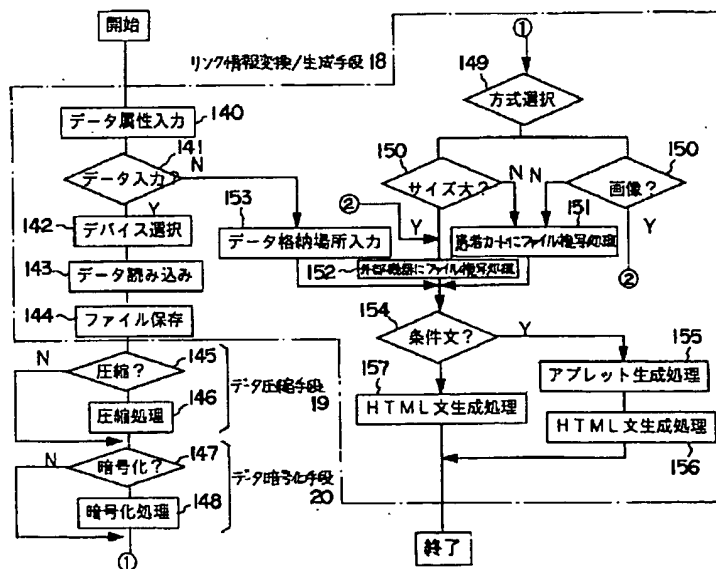 開始
リンク情報変換/生成手段18
データ属性入力
140
141
データ入力?
N
Y
142
デバイス選択
143
データ読み込み
144
ファイル保存
145
圧縮?
N
146
圧縮処理
データ圧縮手段
19
147
暗号化?
N
148
暗号化処理
データ暗号化手段
20
①
①
149
方式選択
150
サイズ大?
N
Y
150
画像?
N
Y
②
②
153
データ格納場所入力
151
患者カードにファイル複写処理
152
外部機器にファイル複写処理
154
条件文?
Y
155
アプレット生成処理
157
HTML文生成処理
HTML文生成処理
156
終了